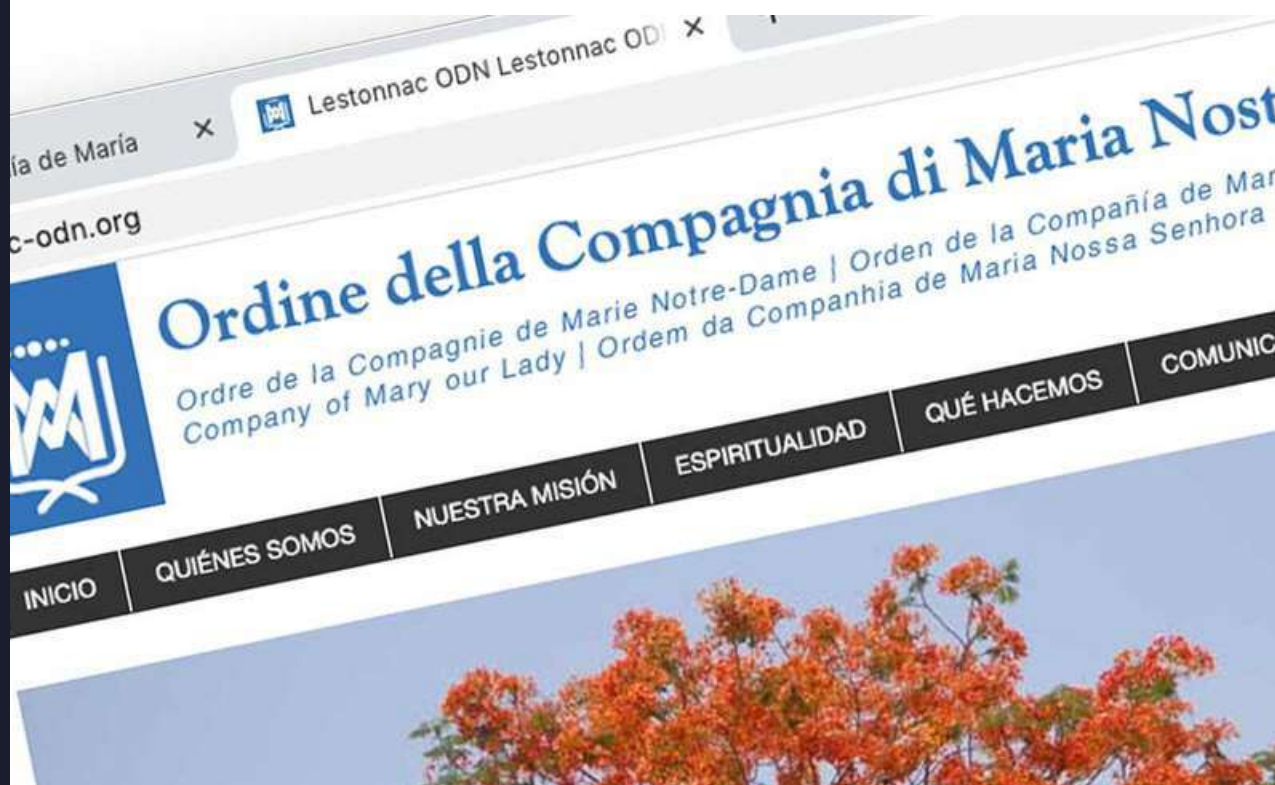 ía de María
Lestonnac ODN Lestonnac OD
c-odn.org
Ordine della Compagnia di Maria Nost
Ordre de la Compagnie de Marie Notre-Dame | Orden de la Compañía de Mar
Company of Mary our Lady | Ordem da Companhia de Maria Nossa Senhora
INICIO
QUIÉNES SOMOS
NUESTRA MISIÓN
ESPIRITUALIDAD
QUÉ HACEMOS
COMUNIC